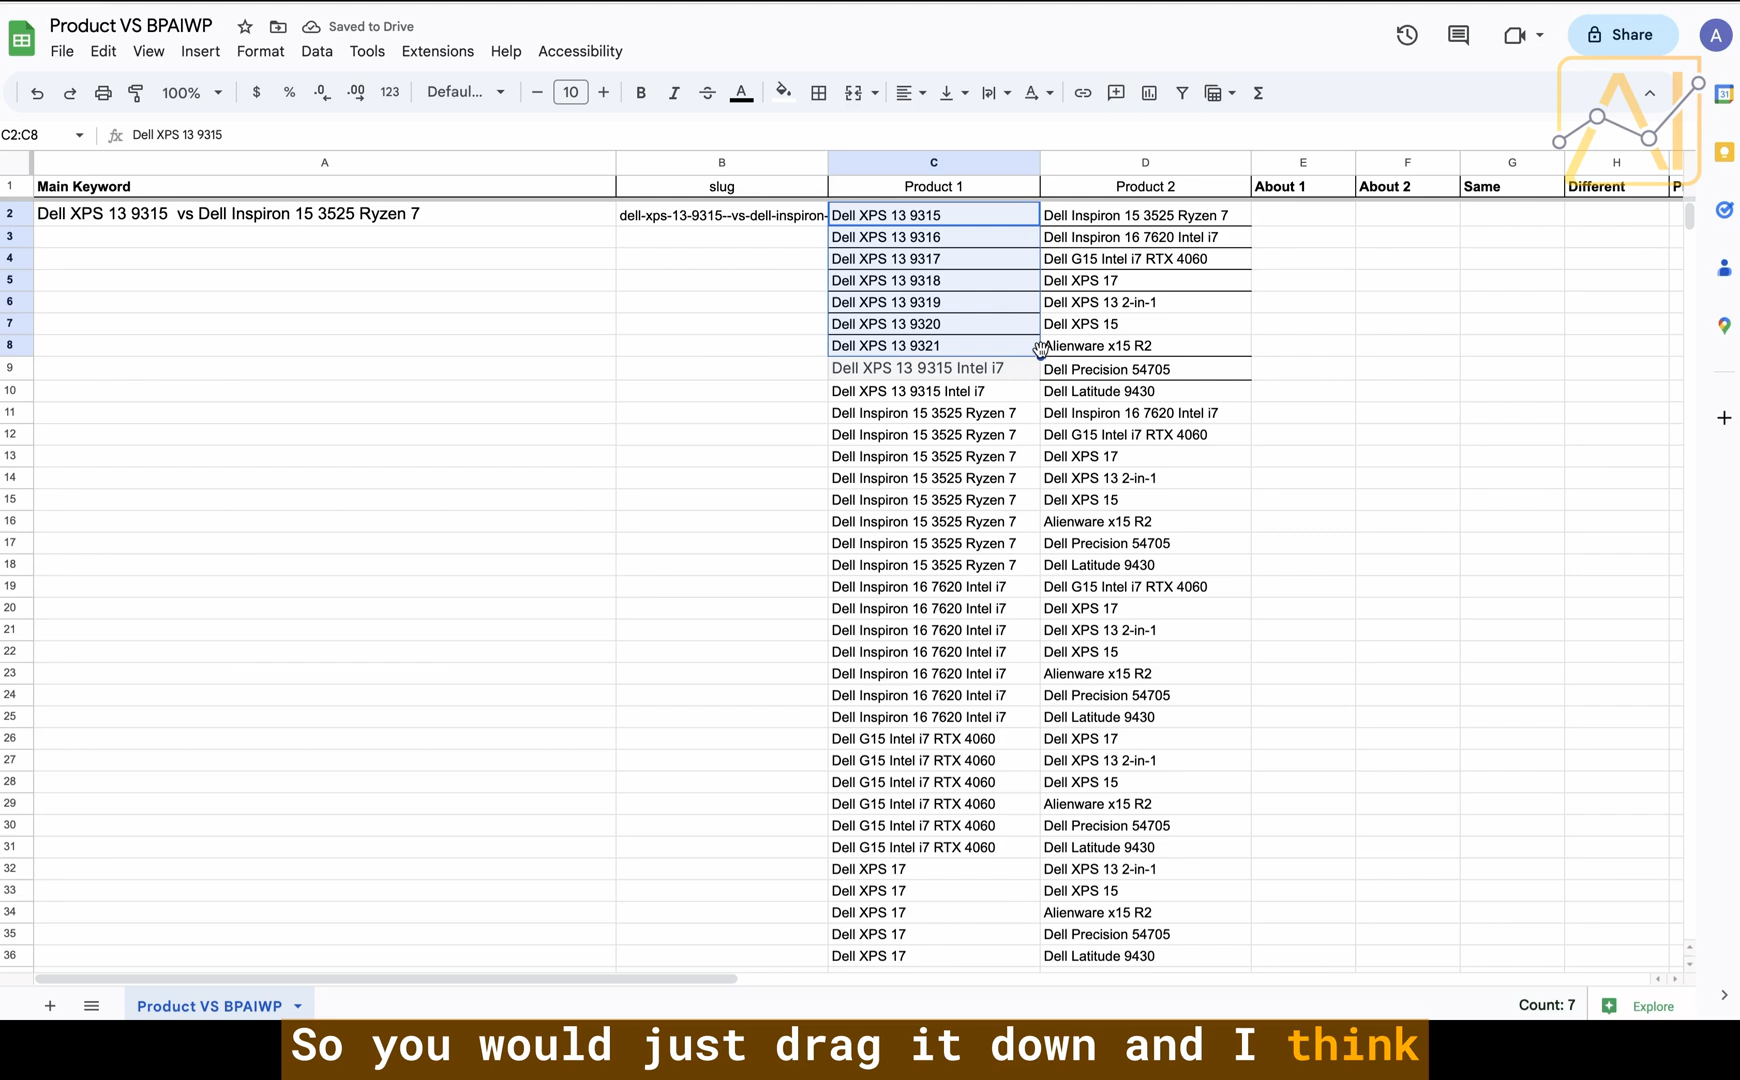 Product VS BPAIWP Saved to Drive
File Edit View Insert Format Data Tools Extensions Help Accessibility
Share A
100% $ % .0 .00 123 Defaul... − 10 + B I S A Σ
31
AI
C2:C8 fx Dell XPS 13 9315
A B C D E F G H
1 Main Keyword slug Product 1 Product 2 About 1 About 2 Same Different P
2 Dell XPS 13 9315 vs Dell Inspiron 15 3525 Ryzen 7 dell-xps-13-9315--vs-dell-inspiron- Dell XPS 13 9315 Dell Inspiron 15 3525 Ryzen 7
3 Dell XPS 13 9316 Dell Inspiron 16 7620 Intel i7
4 Dell XPS 13 9317 Dell G15 Intel i7 RTX 4060
5 Dell XPS 13 9318 Dell XPS 17
6 Dell XPS 13 9319 Dell XPS 13 2-in-1
7 Dell XPS 13 9320 Dell XPS 15
8 Dell XPS 13 9321 Alienware x15 R2
9 Dell XPS 13 9315 Intel i7 Dell Precision 54705
10 Dell XPS 13 9315 Intel i7 Dell Latitude 9430
11 Dell Inspiron 15 3525 Ryzen 7 Dell Inspiron 16 7620 Intel i7
12 Dell Inspiron 15 3525 Ryzen 7 Dell G15 Intel i7 RTX 4060
13 Dell Inspiron 15 3525 Ryzen 7 Dell XPS 17
14 Dell Inspiron 15 3525 Ryzen 7 Dell XPS 13 2-in-1
15 Dell Inspiron 15 3525 Ryzen 7 Dell XPS 15
16 Dell Inspiron 15 3525 Ryzen 7 Alienware x15 R2
17 Dell Inspiron 15 3525 Ryzen 7 Dell Precision 54705
18 Dell Inspiron 15 3525 Ryzen 7 Dell Latitude 9430
19 Dell Inspiron 16 7620 Intel i7 Dell G15 Intel i7 RTX 4060
20 Dell Inspiron 16 7620 Intel i7 Dell XPS 17
21 Dell Inspiron 16 7620 Intel i7 Dell XPS 13 2-in-1
22 Dell Inspiron 16 7620 Intel i7 Dell XPS 15
23 Dell Inspiron 16 7620 Intel i7 Alienware x15 R2
24 Dell Inspiron 16 7620 Intel i7 Dell Precision 54705
25 Dell Inspiron 16 7620 Intel i7 Dell Latitude 9430
26 Dell G15 Intel i7 RTX 4060 Dell XPS 17
27 Dell G15 Intel i7 RTX 4060 Dell XPS 13 2-in-1
28 Dell G15 Intel i7 RTX 4060 Dell XPS 15
29 Dell G15 Intel i7 RTX 4060 Alienware x15 R2
30 Dell G15 Intel i7 RTX 4060 Dell Precision 54705
31 Dell G15 Intel i7 RTX 4060 Dell Latitude 9430
32 Dell XPS 17 Dell XPS 13 2-in-1
33 Dell XPS 17 Dell XPS 15
34 Dell XPS 17 Alienware x15 R2
35 Dell XPS 17 Dell Precision 54705
36 Dell XPS 17 Dell Latitude 9430
Product VS BPAIWP Count: 7 Explore
So you would just drag it down and I think